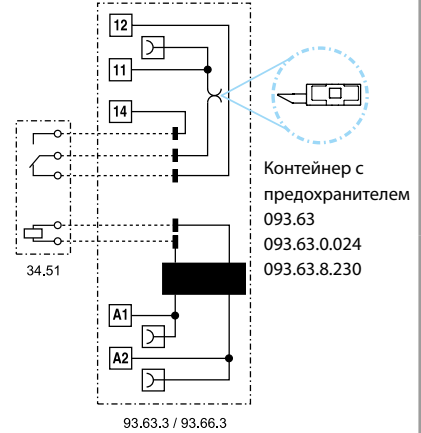 12
11
14
34.51
Контейнер с
предохранителем
093.63
093.63.0.024
093.63.8.230
A1
A2
93.63.3 / 93.66.3